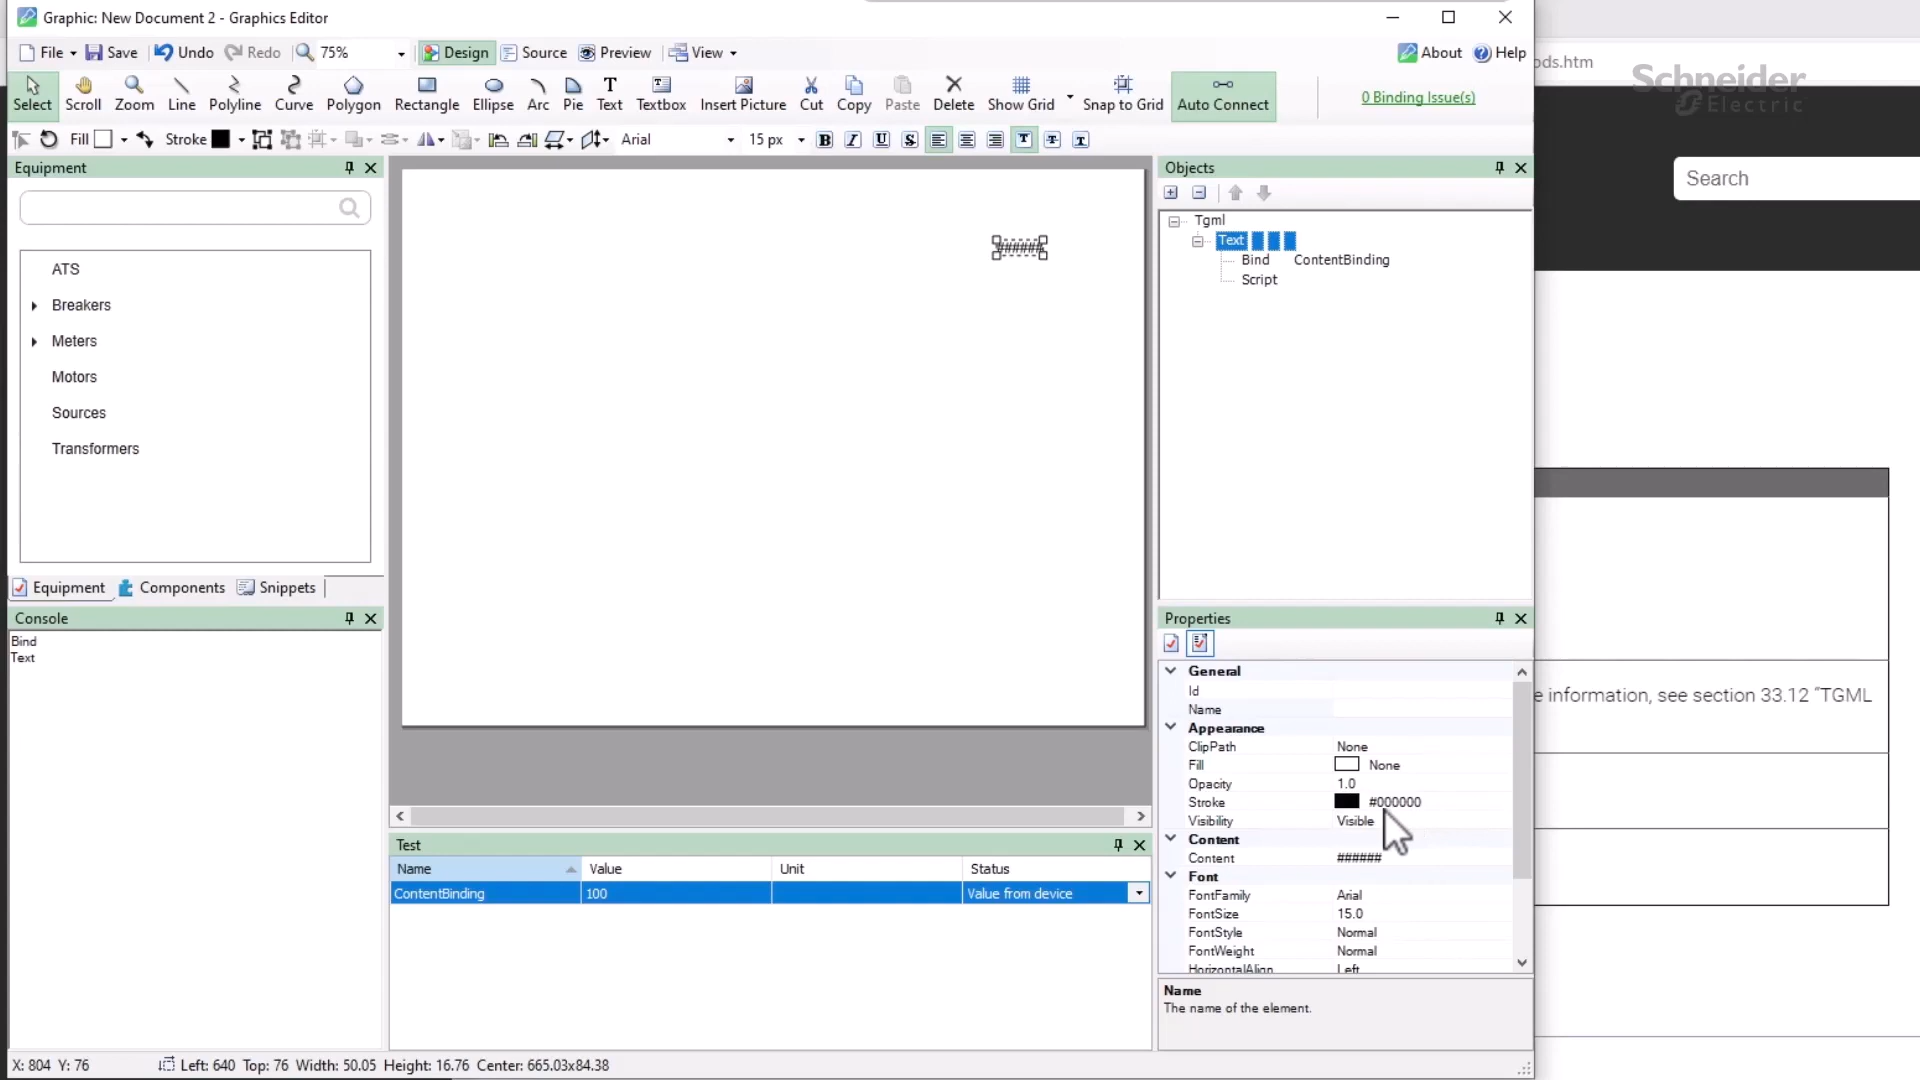 Graphic: New Document 2 - Graphics Editor
File Save Undo Redo 75% Design Source Preview View About Help
ods.htm
Schneider
Electric
Select Scroll Zoom Line Polyline Curve Polygon Rectangle Ellipse Arc Pie Text Textbox Insert Picture Cut Copy Paste Delete Show Grid Snap to Grid Auto Connect
0 Binding Issue(s)
Fill Stroke Arial 15 px B I U S T T T
Equipment
Objects
Search
######
Tgml
Text
Bind ContentBinding
Script
ATS
Breakers
Meters
Motors
Sources
Transformers
Equipment Components Snippets
Console
Bind
Text
Properties
General
Id
Name
Appearance
ClipPath None
Fill None
Opacity 1.0
Stroke #000000
Visibility Visible
Content
Content ######
Font
FontFamily Arial
FontSize 15.0
FontStyle Normal
FontWeight Normal
HorizontalAlign Left
Name
The name of the element.
e information, see section 33.12 “TGML
Test
Name Value Unit Status
ContentBinding 100 Value from device
X: 804 Y: 76 Left: 640 Top: 76 Width: 50.05 Height: 16.76 Center: 665.03x84.38